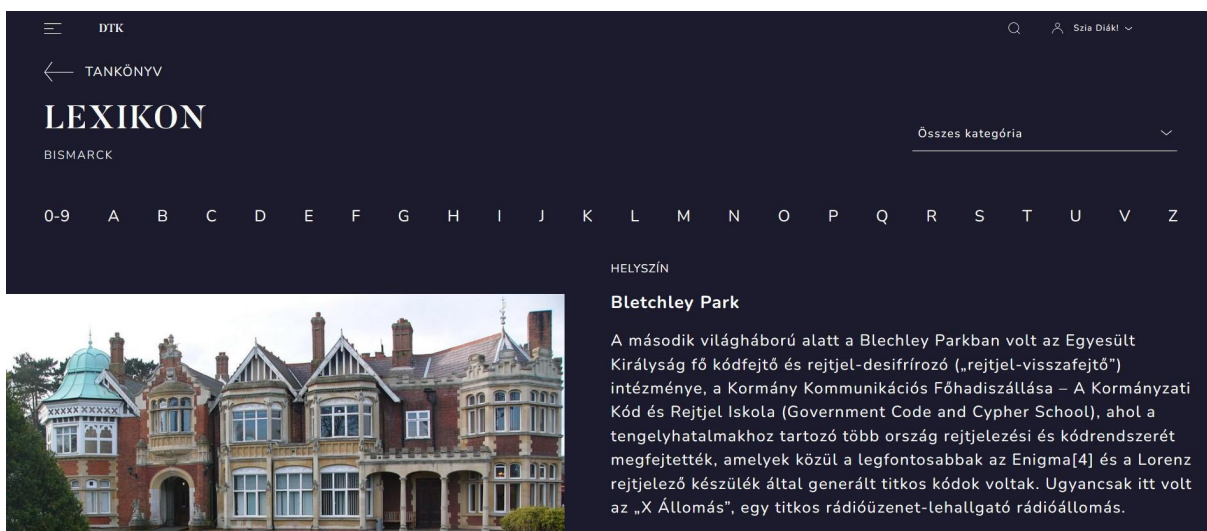 DTK
Szia Diák!
TANKÖNYV
LEXIKON
Összes kategória
BISMARCK
0-9 A B C D E F G H I J K L M N O P Q R S T U V Z
HELYSZÍN
Bletchley Park
A második világháború alatt a Blechley Parkban volt az Egyesült
Királyság fő kódfejtő és rejtjel-desifrírozó („rejtjel-visszafejtő”)
intézménye, a Kormány Kommunikációs Főhadiszállása – A Kormányzati
Kód és Rejtjel Iskola (Government Code and Cypher School), ahol a
tengelyhatalmakhoz tartozó több ország rejtjelezési és kódrendszerét
megfejtették, amelyek közül a legfontosabbak az Enigma[4] és a Lorenz
rejtjelező készülék által generált titkos kódok voltak. Ugyancsak itt volt
az „X Állomás”, egy titkos rádióüzenet-lehallgató rádióállomás.